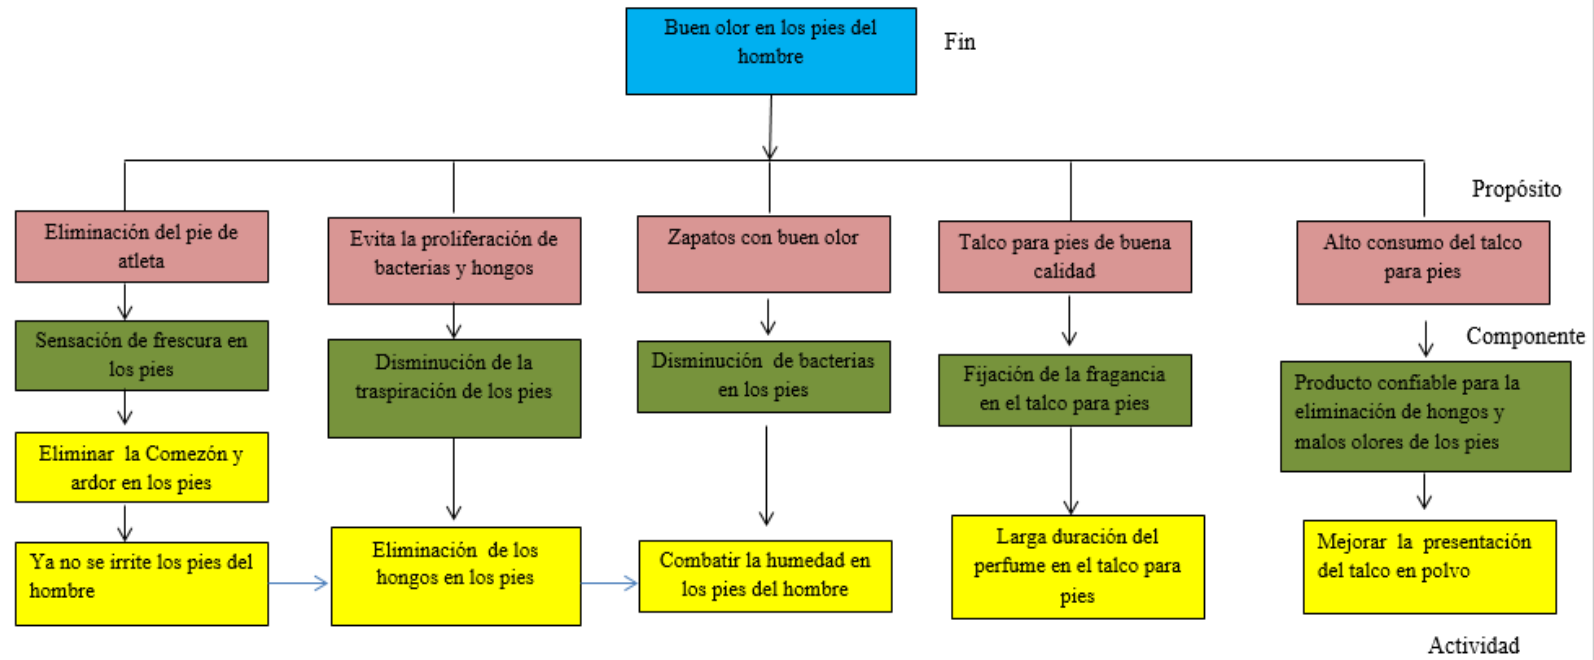 Buen olor en los pies del
hombre
Fin
Propósito
Eliminación del pie de
atleta
Evita la proliferación de
bacterias y hongos
Zapatos con buen olor
Talco para pies de buena
calidad
Alto consumo del talco
para pies
Componente
Sensación de frescura en
los pies
Disminución de la
traspiración de los pies
Disminución de bacterias
en los pies
Fijación de la fragancia
en el talco para pies
Producto confiable para la
eliminación de hongos y
malos olores de los pies
Eliminar la Comezón y
ardor en los pies
Ya no se irrite los pies del
hombre
Eliminación de los
hongos en los pies
Combatir la humedad en
los pies del hombre
Larga duración del
perfume en el talco para
pies
Mejorar la presentación
del talco en polvo
Actividad